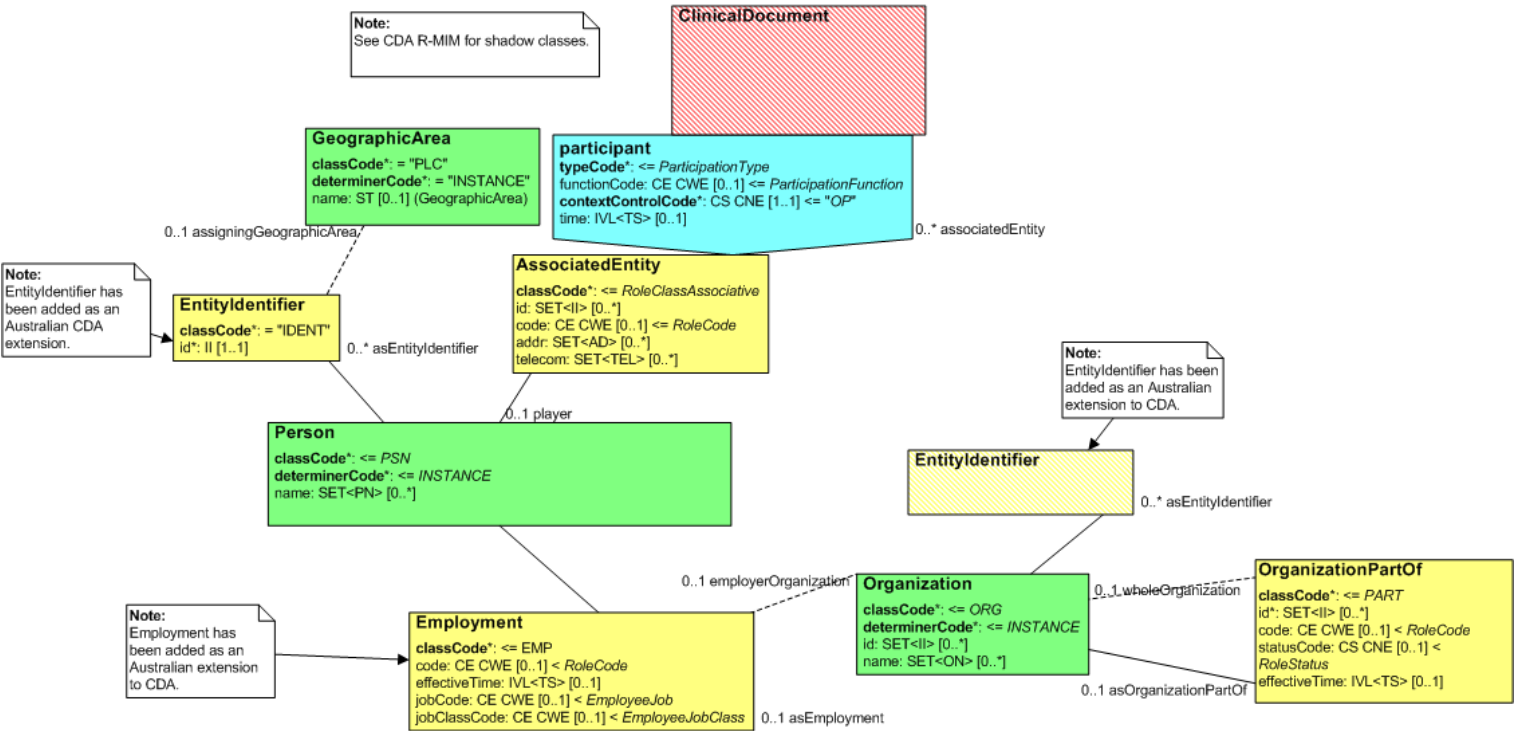 Note:
See CDA R-MIM for shadow classes.
ClinicalDocument
GeographicArea
classCode*: = "PLC"
determinerCode*: = "INSTANCE"
name: ST [0..1] (GeographicArea)
participant
typeCode*: <= ParticipationType
functionCode: CE CWE [0..1] <= ParticipationFunction
contextControlCode*: CS CNE [1..1] <= "OP"
time: IVL<TS> [0..1]
0..1 assigningGeographicArea
0..* associatedEntity
Note:
EntityIdentifier has
been added as an
Australian CDA
extension.
EntityIdentifier
classCode*: = "IDENT"
id*: II [1..1]
0..* asEntityIdentifier
AssociatedEntity
classCode*: <= RoleClassAssociative
id: SET<II> [0..*]
code: CE CWE [0..1] <= RoleCode
addr: SET<AD> [0..*]
telecom: SET<TEL> [0..*]
0..1 player
Note:
EntityIdentifier has been
added as an Australian
extension to CDA.
Person
classCode*: <= PSN
determinerCode*: <= INSTANCE
name: SET<PN> [0..*]
EntityIdentifier
0..* asEntityIdentifier
0..1 employerOrganization
Organization
classCode*: <= ORG
determinerCode*: <= INSTANCE
id: SET<II> [0..*]
name: SET<ON> [0..*]
0..1 wholeOrganization
OrganizationPartOf
classCode*: <= PART
id*: SET<II> [0..*]
code: CE CWE [0..1] < RoleCode
statusCode: CS CNE [0..1] <
RoleStatus
effectiveTime: IVL<TS> [0..1]
0..1 asOrganizationPartOf
Note:
Employment has
been added as an
Australian extension
to CDA.
Employment
classCode*: <= EMP
code: CE CWE [0..1] < RoleCode
effectiveTime: IVL<TS> [0..1]
jobCode: CE CWE [0..1] < EmployeeJob
jobClassCode: CE CWE [0..1] < EmployeeJobClass
0..1 asEmployment